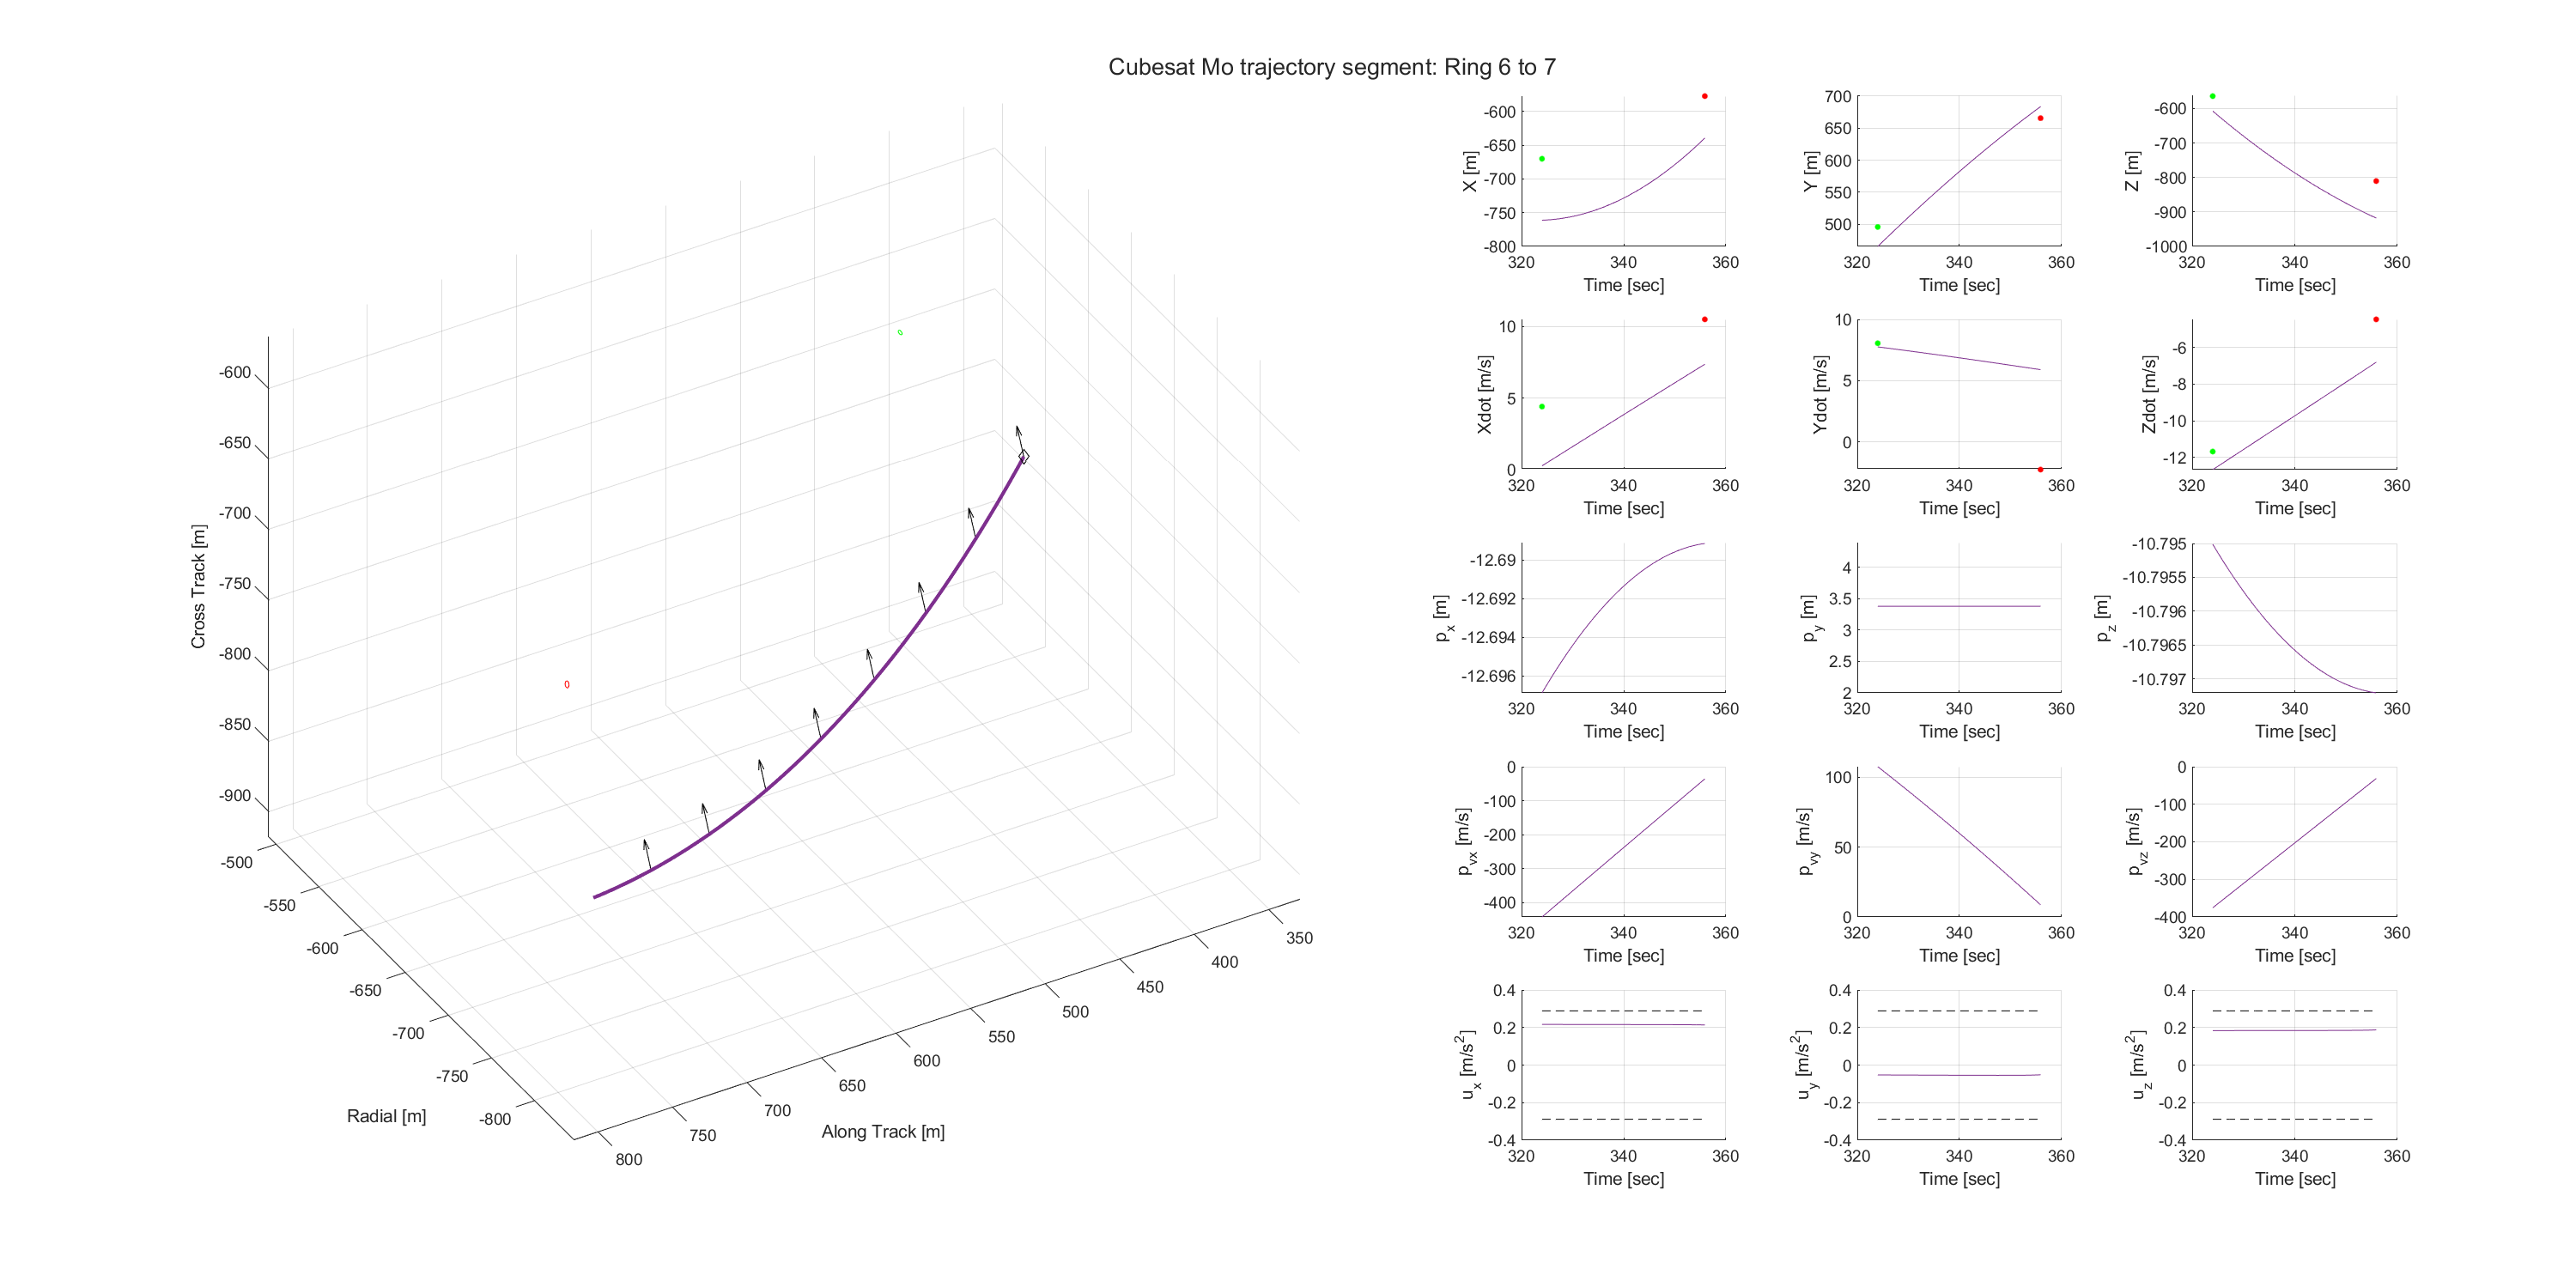 Cubesat Mo trajectory segment: Ring 6 to 7
-600
-650
-700
-750
-800
-850
-900
Cross Track [m]
-500
-550
-600
-650
-700
-750
-800
Radial [m]
800
750
700
650
600
550
500
450
400
350
Along Track [m]
-600
-650
-700
-750
-800
X [m]
320 340 360
Time [sec]
700
650
600
550
500
Y [m]
320 340 360
Time [sec]
-600
-700
-800
-900
-1000
Z [m]
320 340 360
Time [sec]
10
5
0
Xdot [m/s]
320 340 360
Time [sec]
10
5
0
Ydot [m/s]
320 340 360
Time [sec]
-6
-8
-10
-12
Zdot [m/s]
320 340 360
Time [sec]
-12.69
-12.692
-12.694
-12.696
p_x [m]
320 340 360
Time [sec]
4
3.5
3
2.5
2
p_y [m]
320 340 360
Time [sec]
-10.795
-10.7955
-10.796
-10.7965
-10.797
p_z [m]
320 340 360
Time [sec]
0
-100
-200
-300
-400
p_vx [m/s]
320 340 360
Time [sec]
100
50
0
p_vy [m/s]
320 340 360
Time [sec]
0
-100
-200
-300
-400
p_vz [m/s]
320 340 360
Time [sec]
0.4
0.2
0
-0.2
-0.4
u_x [m/s²]
320 340 360
Time [sec]
0.4
0.2
0
-0.2
-0.4
u_y [m/s²]
320 340 360
Time [sec]
0.4
0.2
0
-0.2
-0.4
u_z [m/s²]
320 340 360
Time [sec]